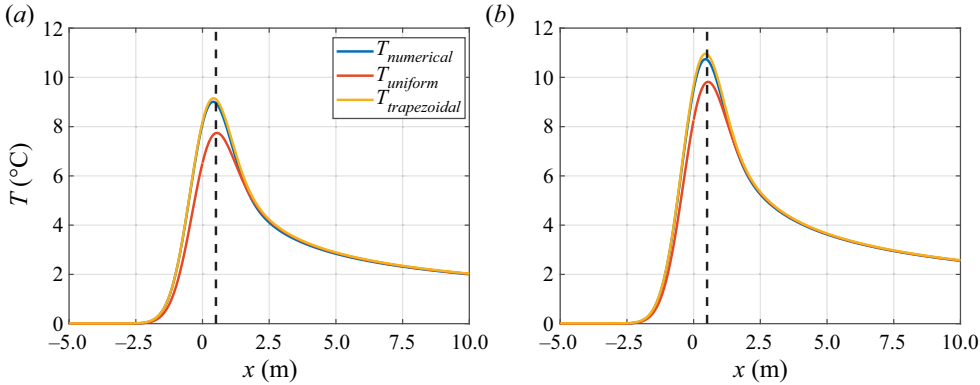 (a)
12
10
8
6
4
2
0
T (°C)
–5.0 –2.5 0 2.5 5.0 7.5 10.0
x (m)
T_numerical
T_uniform
T_trapezoidal
(b)
12
10
8
6
4
2
0
–5.0 –2.5 0 2.5 5.0 7.5 10.0
x (m)